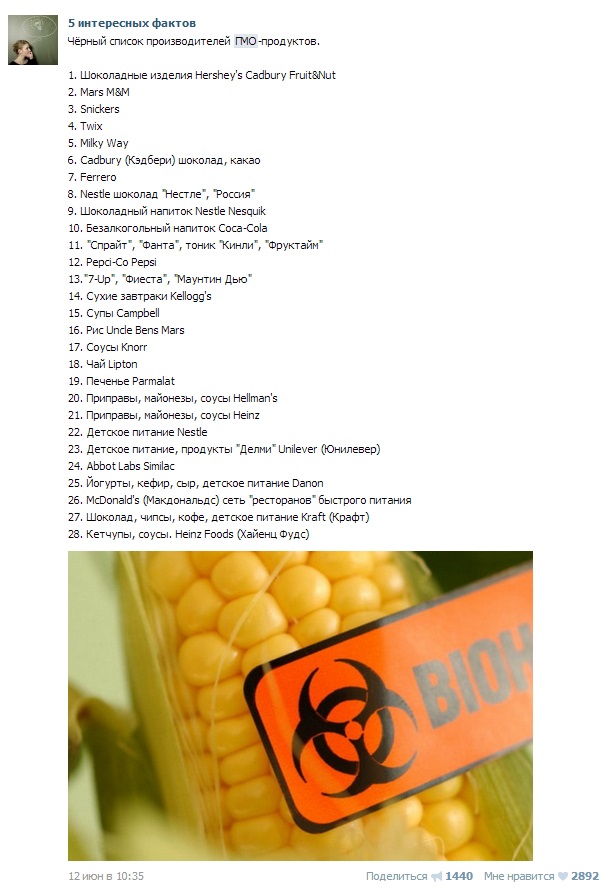 5 интересных фактов
Чёрный список производителей ГМО-продуктов.
1. Шоколадные изделия Hershey's Cadbury Fruit&Nut
2. Mars M&M
3. Snickers
4. Twix
5. Milky Way
6. Cadbury (Кэдбери) шоколад, какао
7. Ferrero
8. Nestle шоколад "Нестле", "Россия"
9. Шоколадный напиток Nestle Nesquik
10. Безалкогольный напиток Coca-Cola
11. "Спрайт", "Фанта", тоник "Кинли", "Фруктайм"
12. Pepci-Co Pepsi
13."7-Up", "Фиеста", "Маунтин Дью"
14. Сухие завтраки Kellogg's
15. Супы Campbell
16. Рис Uncle Bens Mars
17. Соусы Knorr
18. Чай Lipton
19. Печенье Parmalat
20. Приправы, майонезы, соусы Hellman's
21. Приправы, майонезы, соусы Heinz
22. Детское питание Nestle
23. Детское питание, продукты "Делми" Unilever (Юнилевер)
24. Abbot Labs Similac
25. Йогурты, кефир, сыр, детское питание Danon
26. McDonald's (Макдональдс) сеть "ресторанов" быстрого питания
27. Шоколад, чипсы, кофе, детское питание Kraft (Крафт)
28. Кетчупы, соусы. Heinz Foods (Хайенц Фудс)
BIOH
12 июн в 10:35
Поделиться 1440 Мне нравится 2892